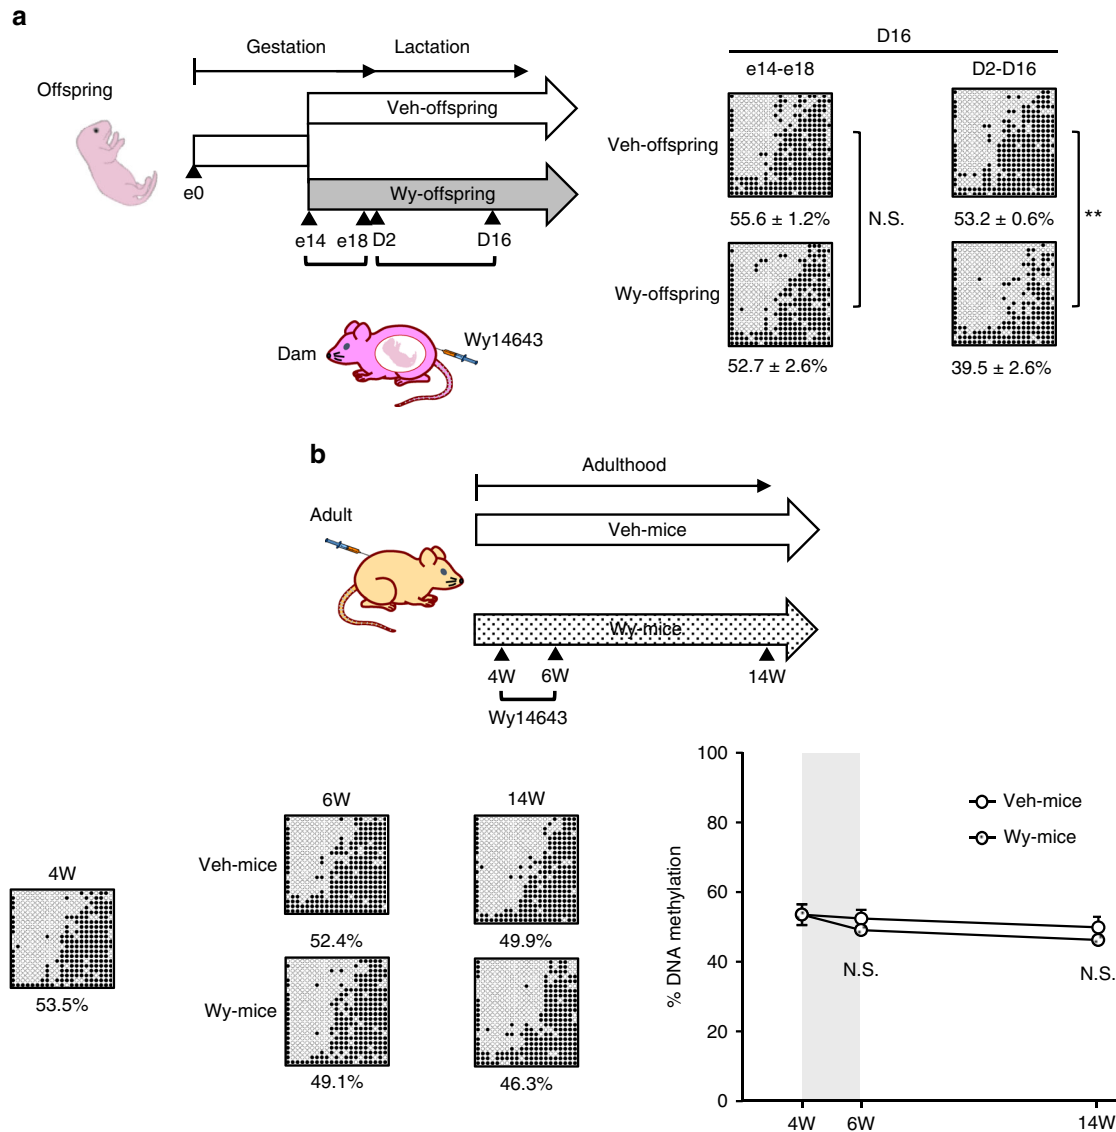 a
Gestation
Lactation
Offspring
Veh-offspring
Wy-offspring
e0
e14
e18
D2
D16
Dam
Wy14643
D16
e14-e18
D2-D16
Veh-offspring
55.6 ± 1.2%
53.2 ± 0.6%
N.S.
**
Wy-offspring
52.7 ± 2.6%
39.5 ± 2.6%
b
Adulthood
Adult
Veh-mice
Wy-mice
4W
6W
14W
Wy14643
4W
53.5%
6W
14W
Veh-mice
52.4%
49.9%
Wy-mice
49.1%
46.3%
% DNA methylation
100
80
60
40
20
0
Veh-mice
Wy-mice
N.S.
N.S.
4W
6W
14W